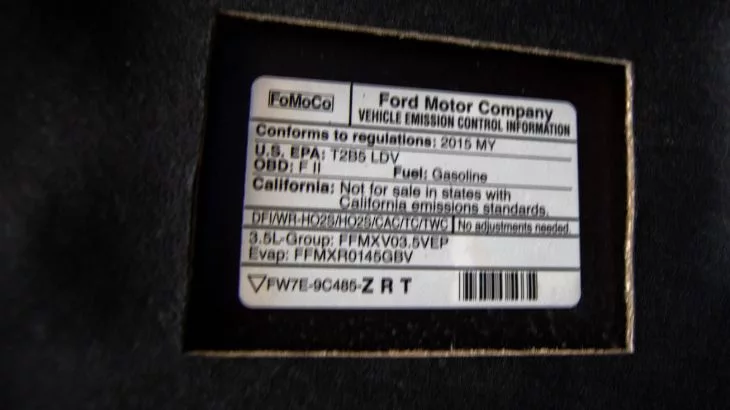 FoMoCo
Ford Motor Company
VEHICLE EMISSION CONTROL INFORMATION
Conforms to regulations: 2015 MY
U.S. EPA: T2B5 LDV
OBD: F II Fuel: Gasoline
California: Not for sale in states with
California emissions standards.
DFI/WR-HO2S/HO2S/CAC/TC/TWC No adjustments needed.
3.5L-Group: FFMXV03.5VEP
Evap: FFMXR0145GBV
FW7E-9C485-Z R T